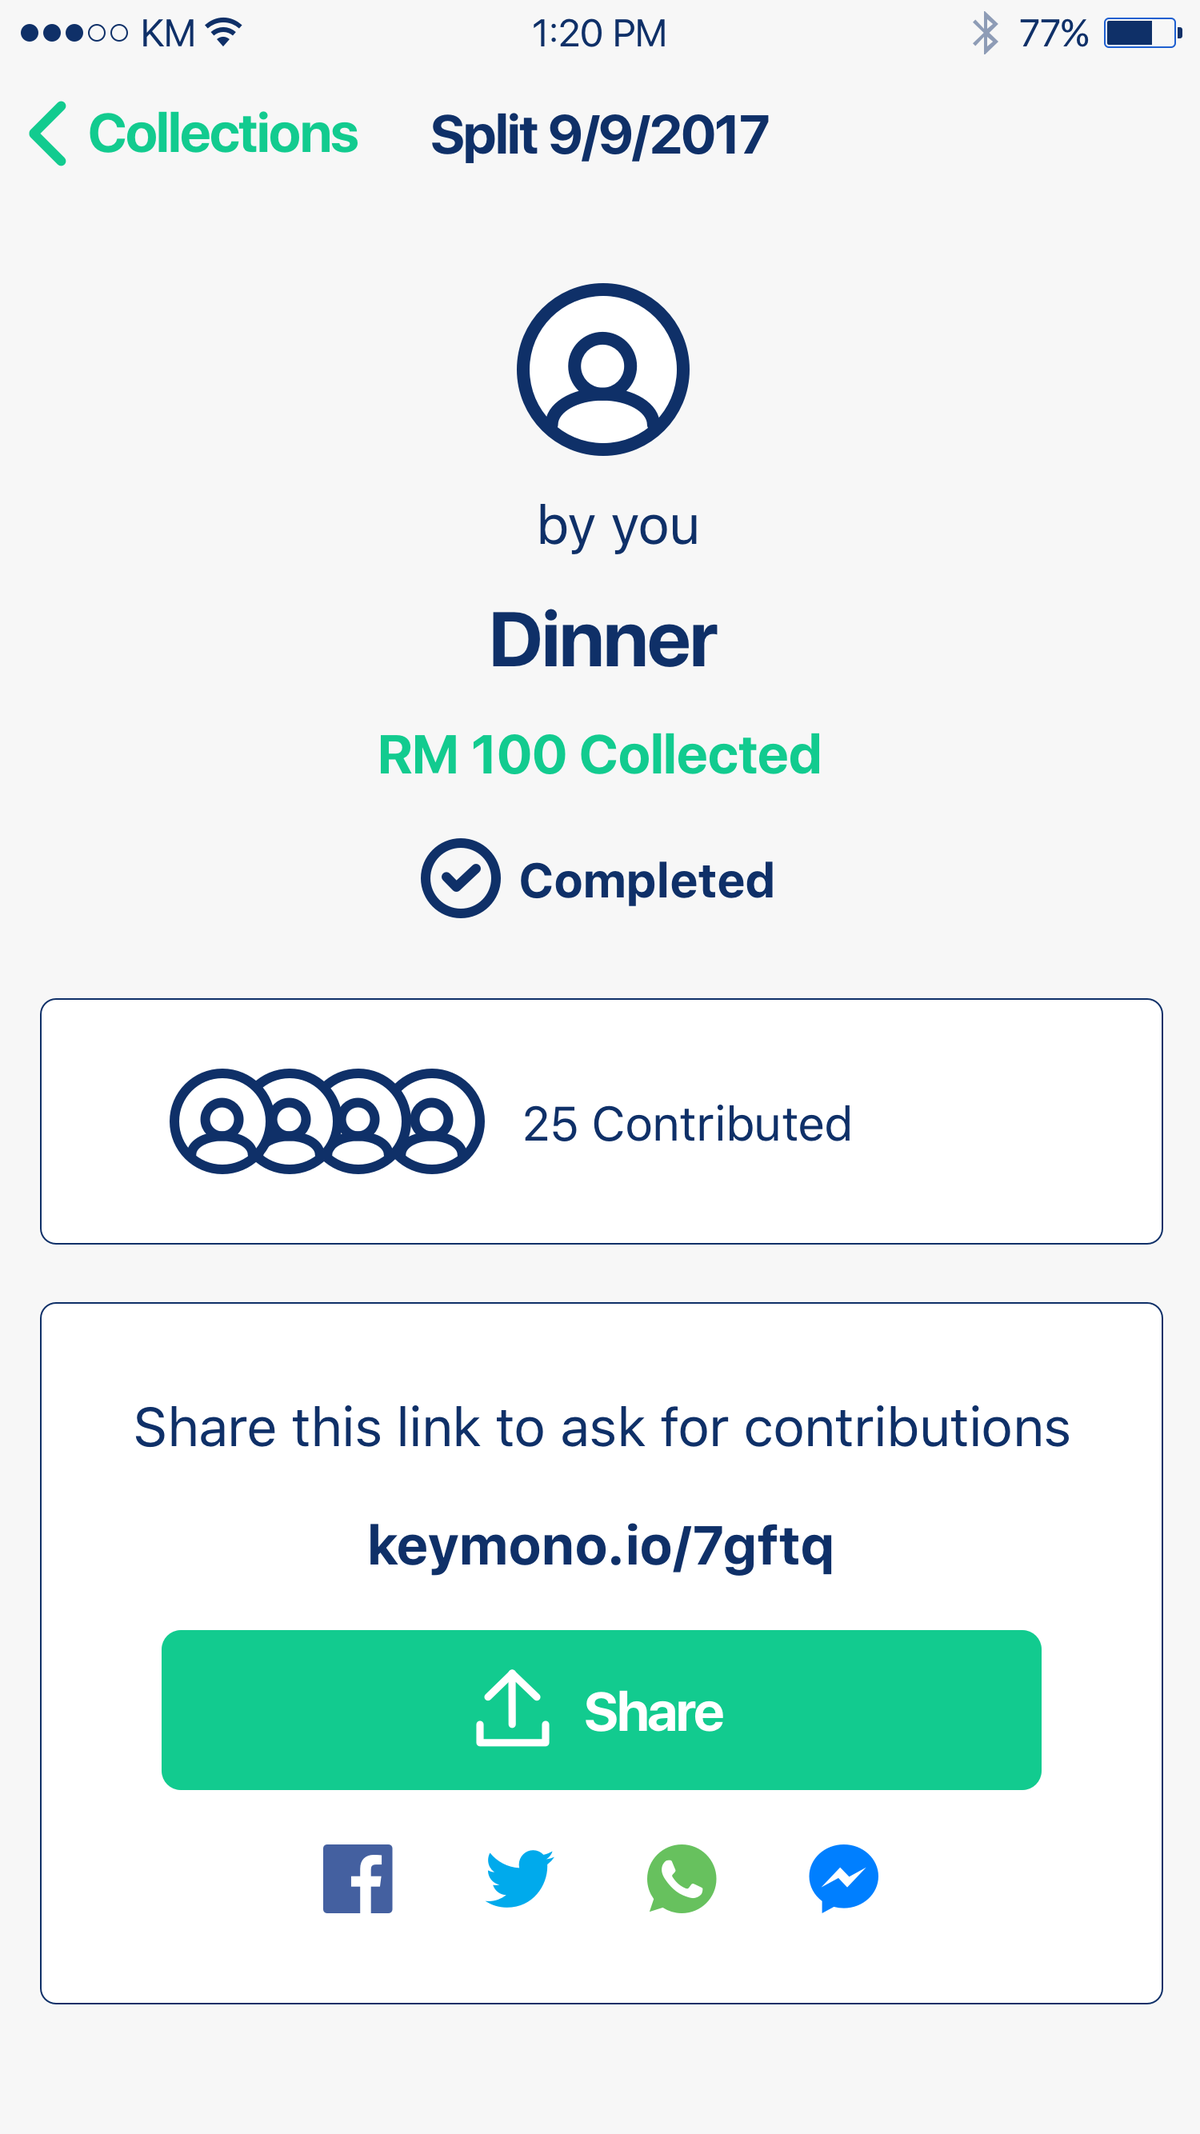 KM 1:20 PM 77%
Collections Split 9/9/2017
by you
Dinner
RM 100 Collected
Completed
25 Contributed
Share this link to ask for contributions
keymono.io/7gftq
Share